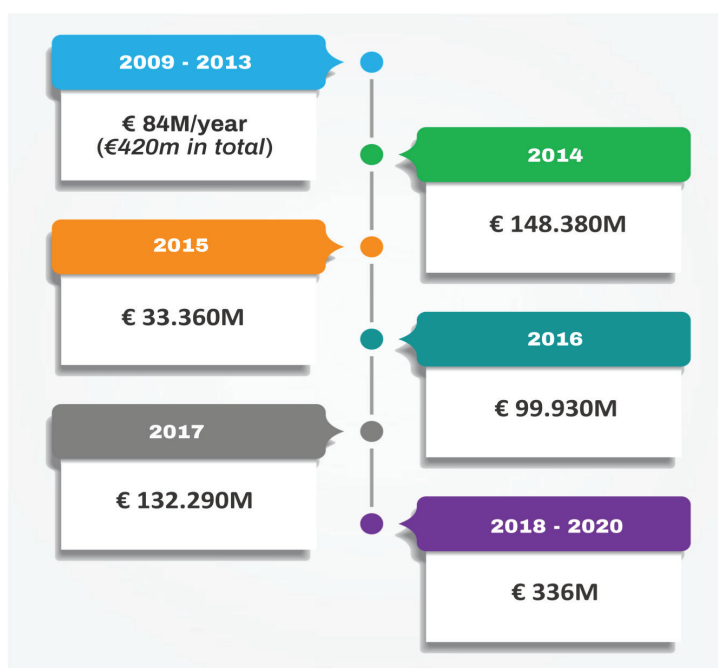 2009 - 2013
€ 84M/year
(€420m in total)
2014
€ 148.380M
2015
€ 33.360M
2016
€ 99.930M
2017
€ 132.290M
2018 - 2020
€ 336M